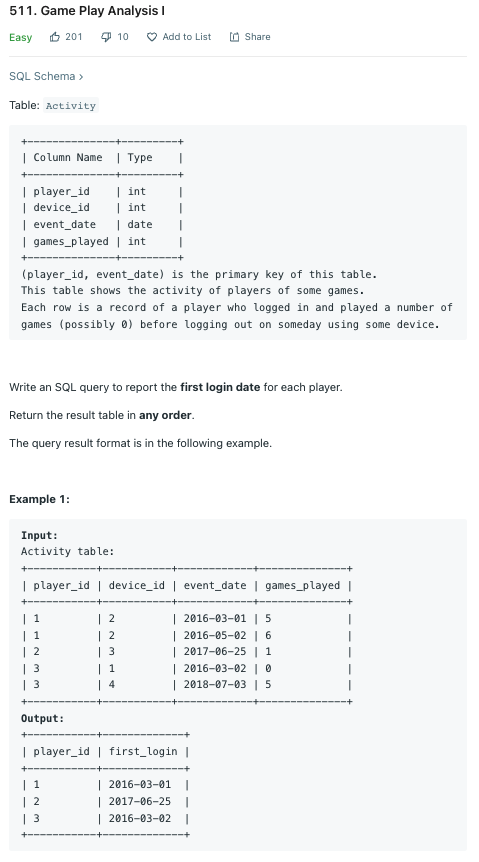 511. Game Play Analysis I
Easy 201 10 Add to List Share
SQL Schema >
Table: Activity
+--------------+---------+
| Column Name  | Type    |
+--------------+---------+
| player_id    | int     |
| device_id    | int     |
| event_date   | date    |
| games_played | int     |
+--------------+---------+
(player_id, event_date) is the primary key of this table.
This table shows the activity of players of some games.
Each row is a record of a player who logged in and played a number of
games (possibly 0) before logging out on someday using some device.
Write an SQL query to report the first login date for each player.
Return the result table in any order.
The query result format is in the following example.
Example 1:
Input:
Activity table:
+-----------+-----------+------------+--------------+
| player_id | device_id | event_date | games_played |
+-----------+-----------+------------+--------------+
| 1         | 2         | 2016-03-01 | 5            |
| 1         | 2         | 2016-05-02 | 6            |
| 2         | 3         | 2017-06-25 | 1            |
| 3         | 1         | 2016-03-02 | 0            |
| 3         | 4         | 2018-07-03 | 5            |
+-----------+-----------+------------+--------------+
Output:
+-----------+-------------+
| player_id | first_login |
+-----------+-------------+
| 1         | 2016-03-01  |
| 2         | 2017-06-25  |
| 3         | 2016-03-02  |
+-----------+-------------+